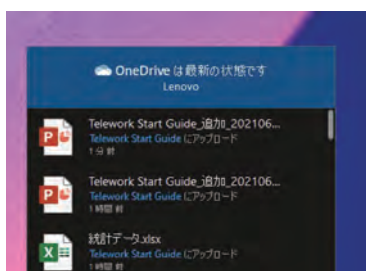 OneDrive は最新の状態です
Lenovo
Telework Start Guide_追加_202106...
Telework Start Guide にアップロード
1 分 前
Telework Start Guide_追加_202106...
Telework Start Guide にアップロード
1 時間 前
統計データ.xlsx
Telework Start Guide にアップロード
1 時間 前